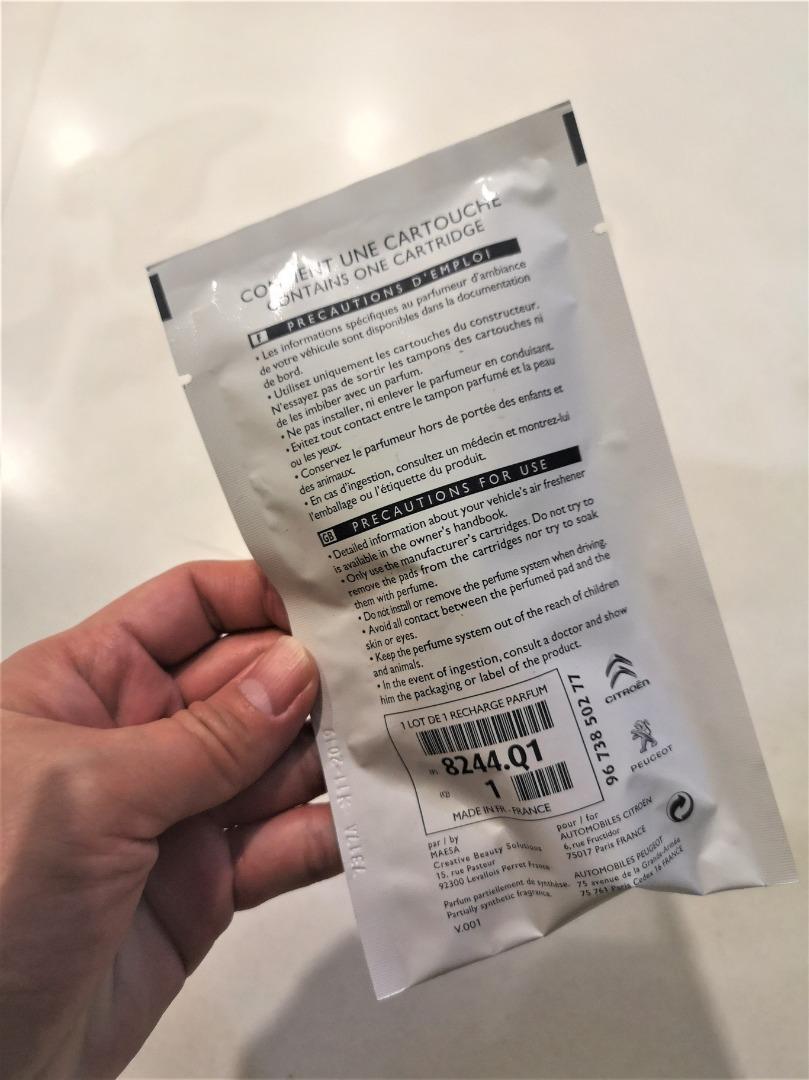 CONTIENT UNE CARTOUCHE
CONTAINS ONE CARTRIDGE
F PRECAUTIONS D'EMPLOI
• Les informations spécifiques au parfumeur d'ambiance
de votre véhicule sont disponibles dans la documentation
de bord.
• Utilisez uniquement les cartouches du constructeur.
N'essayez pas de sortir les tampons des cartouches ni
de les imbiber avec un parfum.
• Ne pas installer, ni enlever le parfumeur en conduisant.
• Evitez tout contact entre le tampon parfumé et la peau
ou les yeux.
• Conservez le parfumeur hors de portée des enfants et
des animaux.
• En cas d'ingestion, consultez un médecin et montrez-lui
l'emballage ou l'étiquette du produit.
GB PRECAUTIONS FOR USE
• Detailed information about your vehicle's air freshener
is available in the owner's handbook.
• Only use the manufacturer's cartridges. Do not try to
remove the pads from the cartridges nor try to soak
them with perfume.
• Do not install or remove the perfume system when driving.
• Avoid all contact between the perfumed pad and the
skin or eyes.
• Keep the perfume system out of the reach of children
and animals.
• In the event of ingestion, consult a doctor and show
him the packaging or label of the product.
1 LOT DE 1 RECHARGE PARFUM
8244.Q1
1
MADE IN FR - FRANCE
96 738 502 77
CITROËN
PEUGEOT
par / by
MAESA
Creative Beauty Solutions
15, rue Pasteur
92300 Levallois Perret France
pour / for
AUTOMOBILES CITROËN
6, rue Fructidor
75017 Paris FRANCE
AUTOMOBILES PEUGEOT
75 avenue de la Grande-Armée
75 761 Paris Cedex 16 FRANCE
Parfum partiellement de synthèse.
Partially synthetic fragrance.
V.001